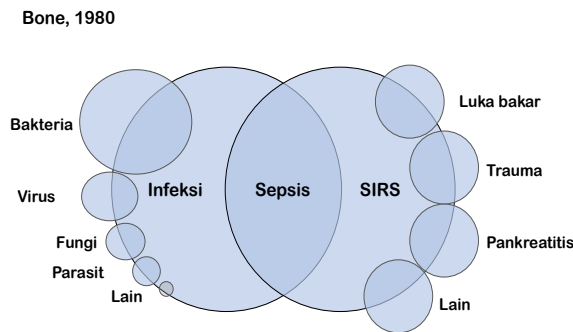 Bone, 1980
Bakteria
Virus
Fungi
Parasit
Lain
Infeksi
Sepsis
SIRS
Luka bakar
Trauma
Pankreatitis
Lain